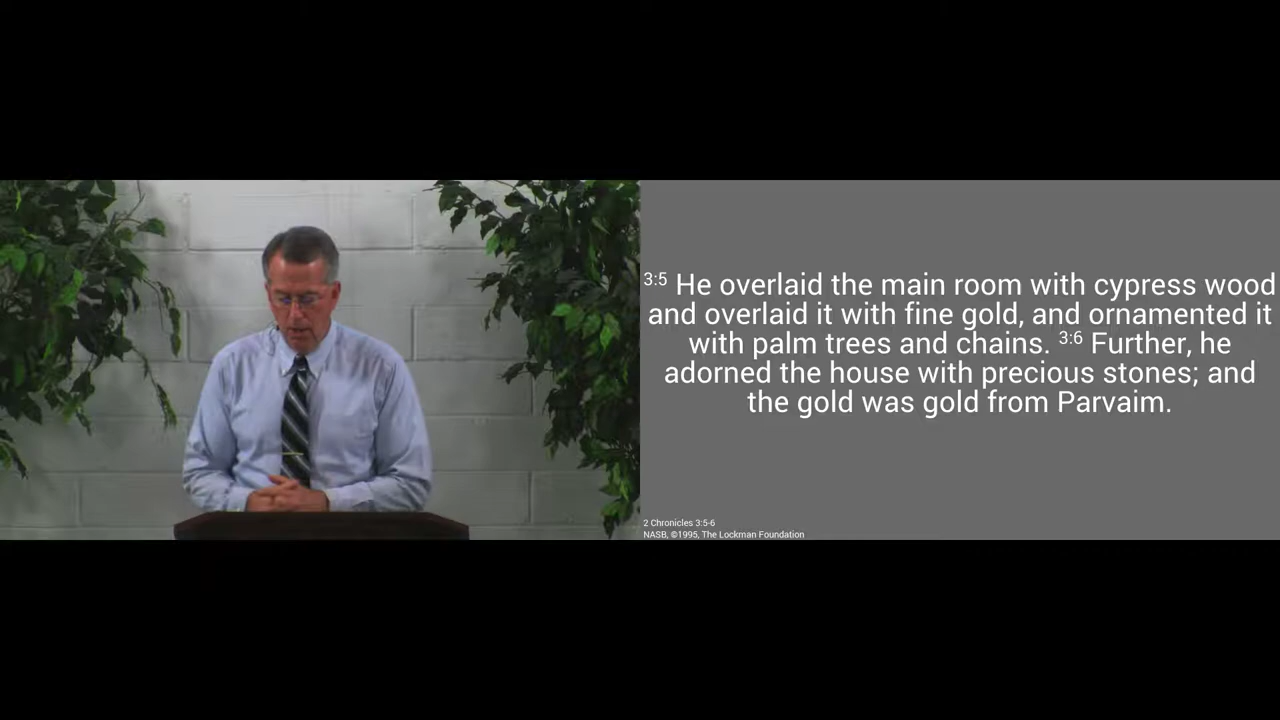 3:5 He overlaid the main room with cypress wood
and overlaid it with fine gold, and ornamented it
with palm trees and chains. 3:6 Further, he
adorned the house with precious stones; and
the gold was gold from Parvaim.
2 Chronicles 3:5-6
NASB, ©1995, The Lockman Foundation